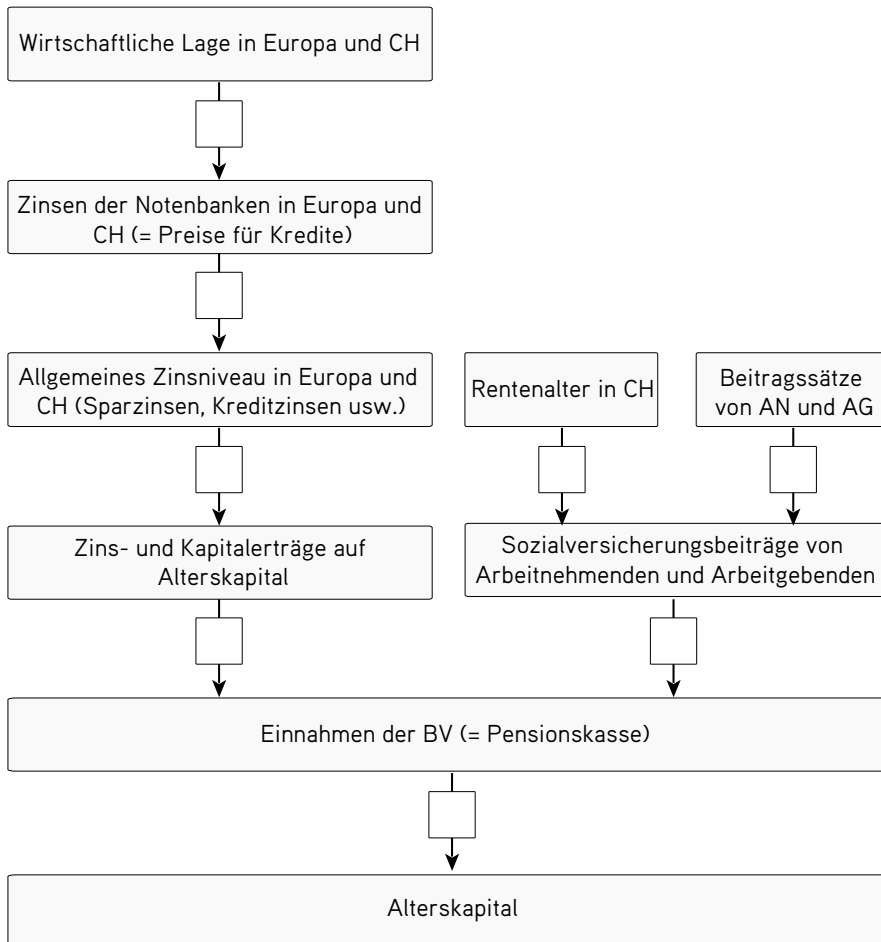 Wirtschaftliche Lage in Europa und CH
Zinsen der Notenbanken in Europa und
CH (= Preise für Kredite)
Allgemeines Zinsniveau in Europa und
CH (Sparzinsen, Kreditzinsen usw.)
Rentenalter in CH
Beitragssätze
von AN und AG
Zins- und Kapitalerträge auf
Alterskapital
Sozialversicherungsbeiträge von
Arbeitnehmenden und Arbeitgebenden
Einnahmen der BV (= Pensionskasse)
Alterskapital